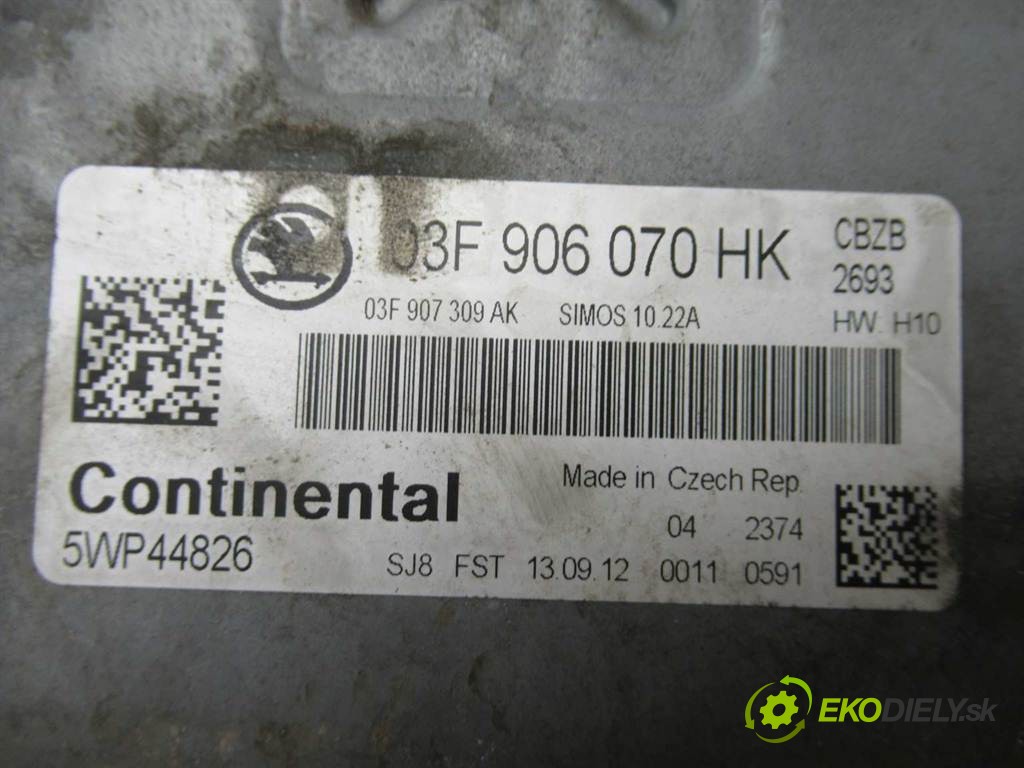 03F 906 070 HK
CBZB
2693
03F 907 309 AK SIMOS 10.22A
HW. H10
Continental
Made in Czech Rep.
04 2374
5WP44826
SJ8 FST 13.09.12 0011 0591
EKODIELY.sk